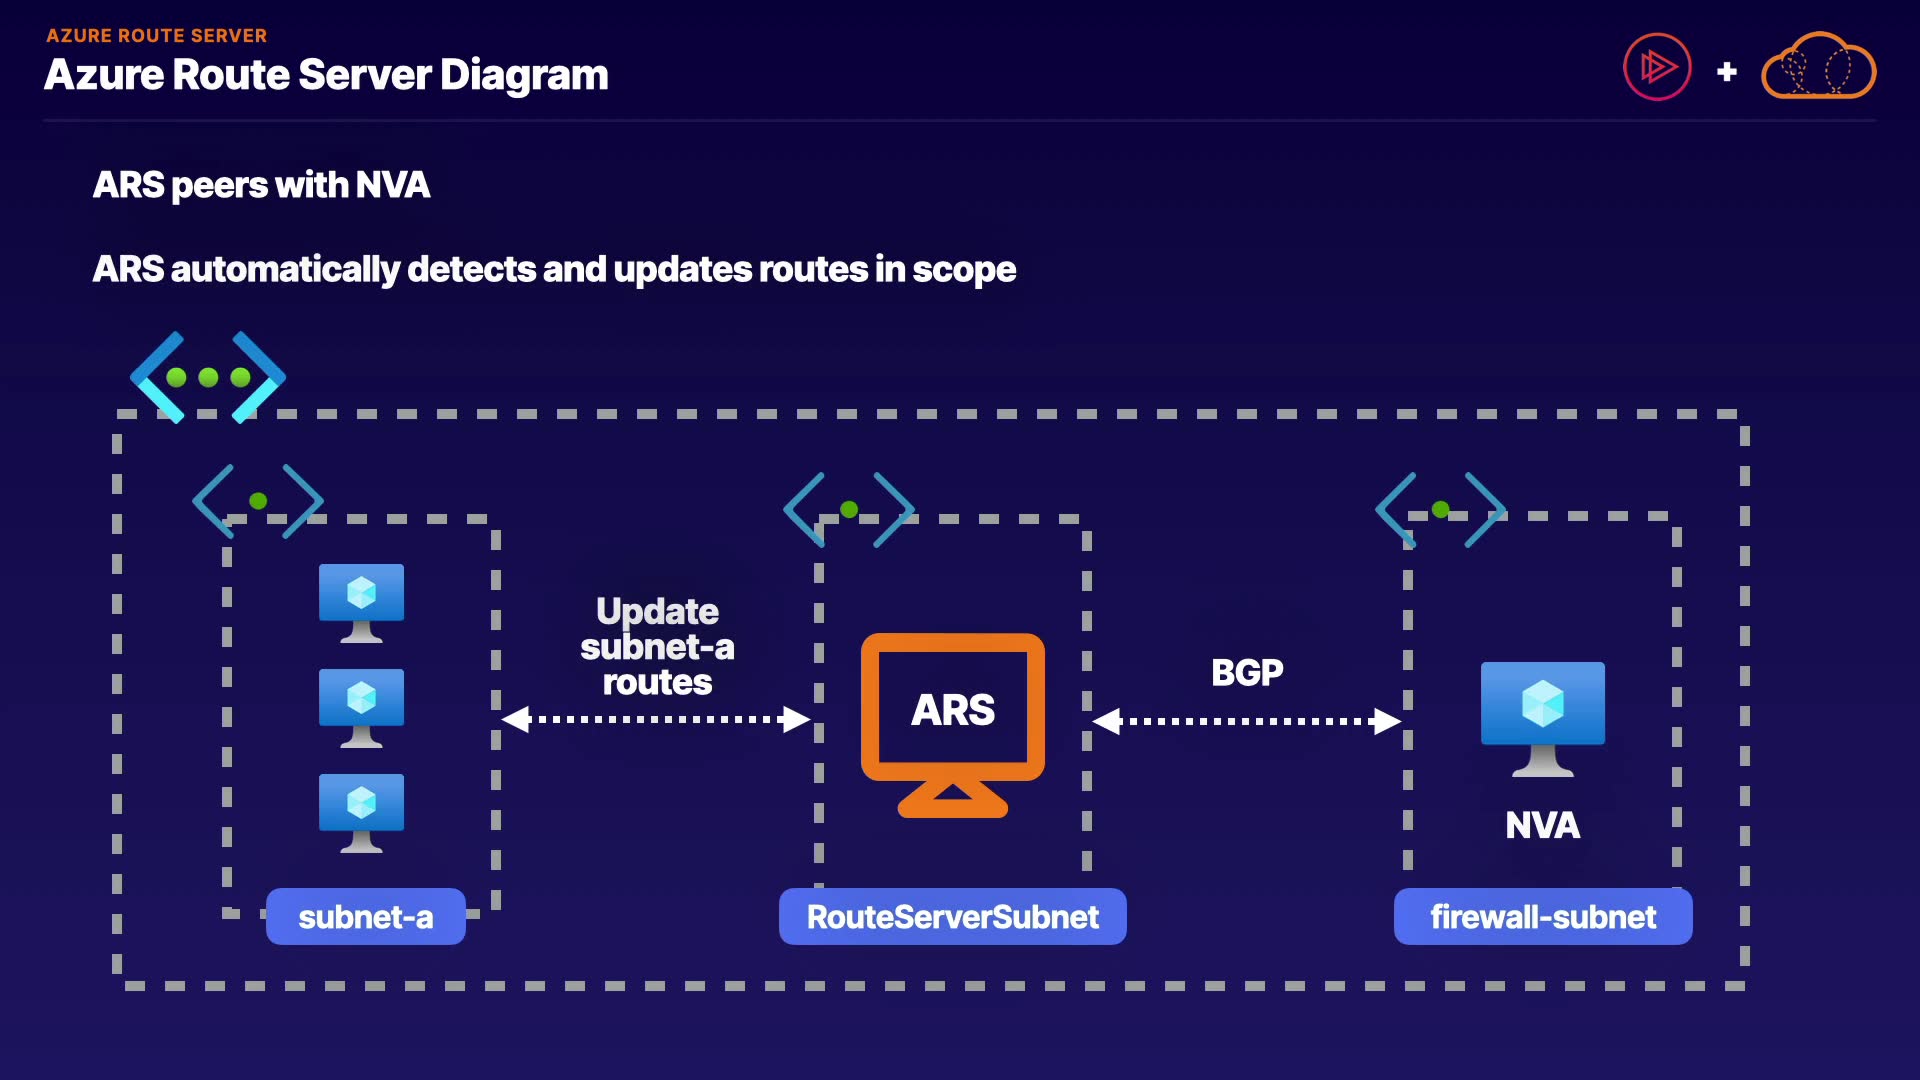 AZURE ROUTE SERVER
Azure Route Server Diagram
+
ARS peers with NVA
ARS automatically detects and updates routes in scope
Update
subnet-a
routes
ARS
BGP
NVA
subnet-a
RouteServerSubnet
firewall-subnet